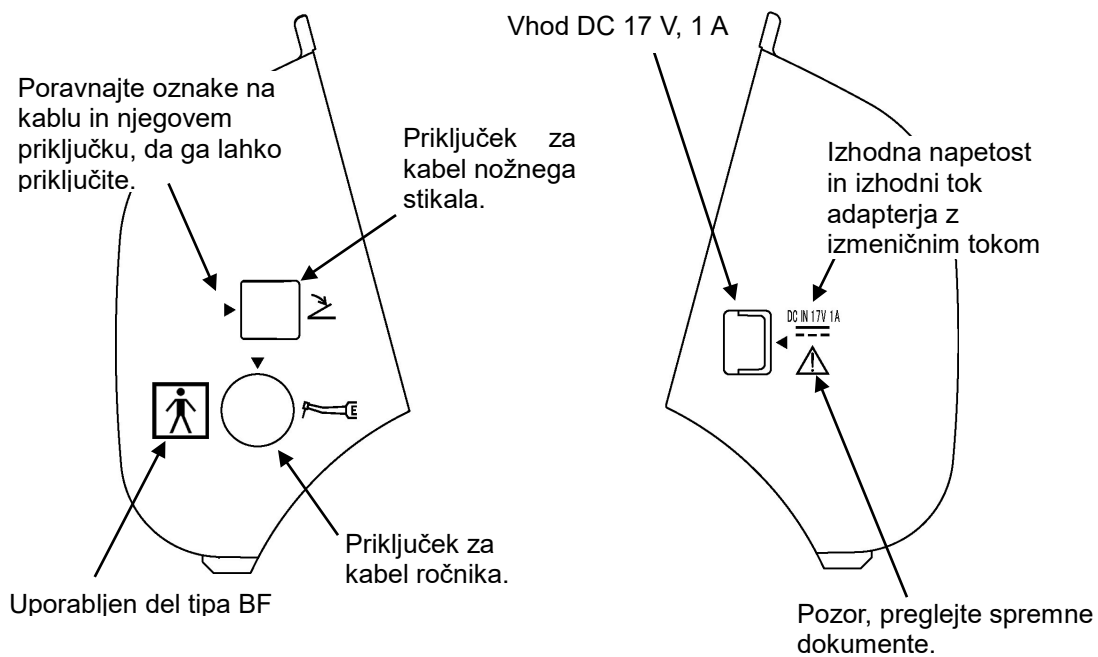 Vhod DC 17 V, 1 A
Poravnajte oznake na
kablu in njegovem
priključku, da ga lahko
priključite.
Priključek za
kabel nožnega
stikala.
Izhodna napetost
in izhodni tok
adapterja z
izmeničnim tokom
DC IN 17V 1A
Priključek za
kabel ročnika.
Uporabljen del tipa BF
Pozor, preglejte spremne
dokumente.